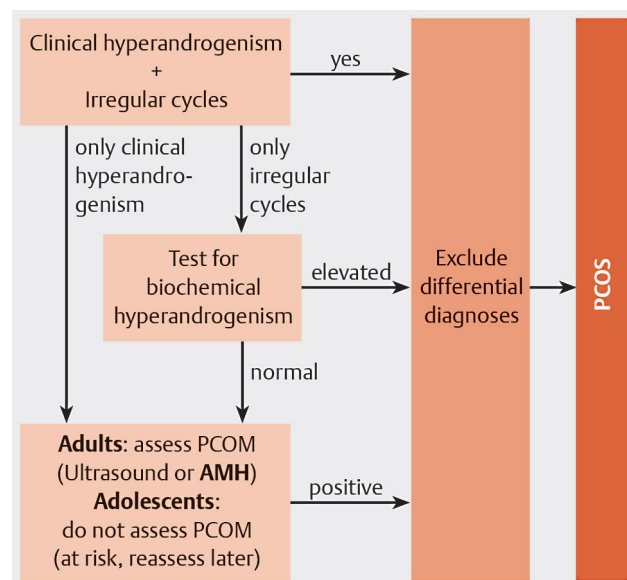 Clinical hyperandrogenism
+
Irregular cycles
yes
only clinical
hyperandro-
genism
only
irregular
cycles
Test for
biochemical
hyperandrogenism
elevated
Exclude
differential
diagnoses
PCOS
normal
Adults: assess PCOM
(Ultrasound or AMH)
Adolescents:
do not assess PCOM
(at risk, reassess later)
positive